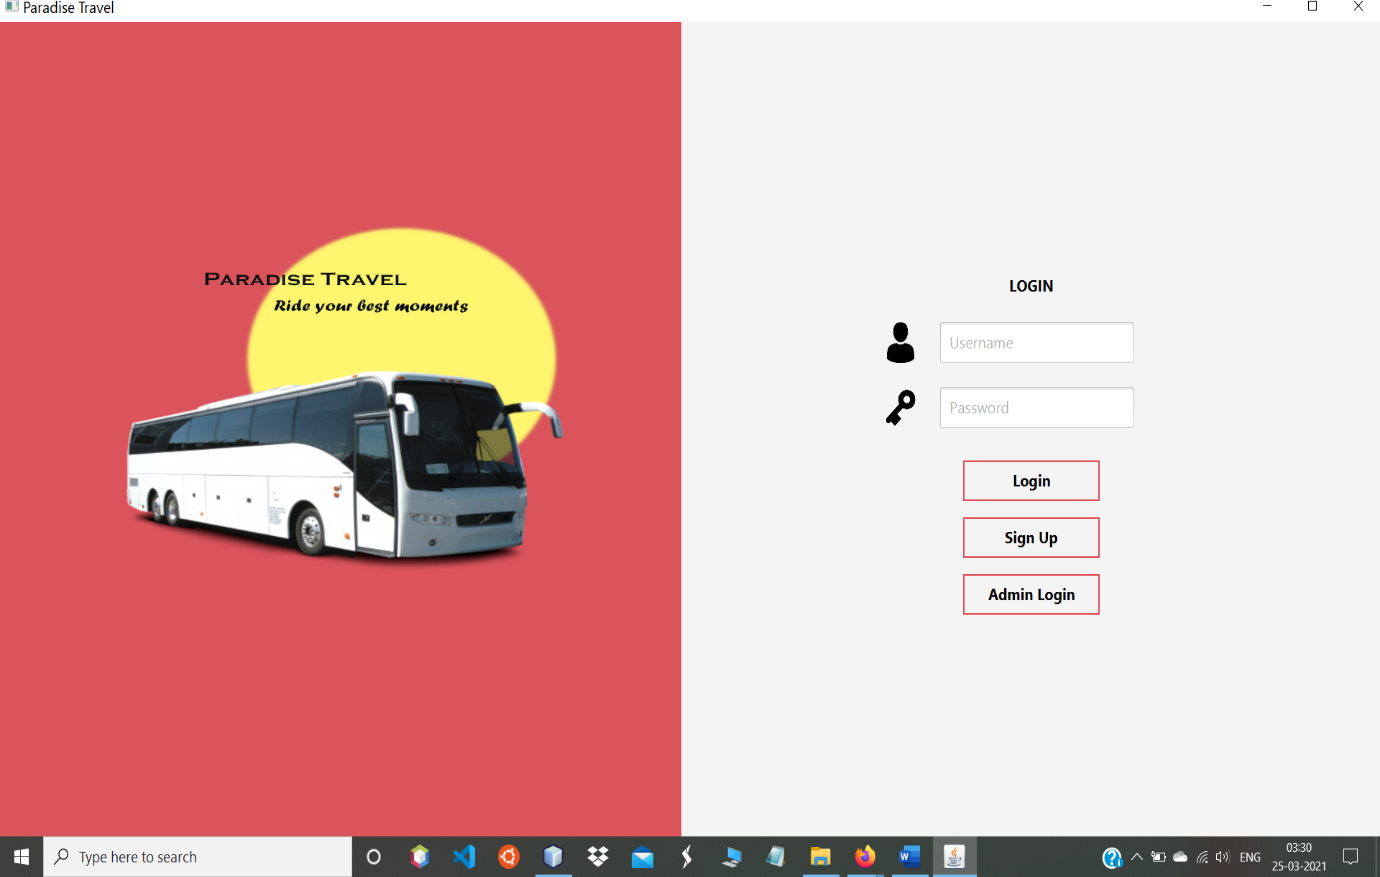 Paradise Travel
PARADISE TRAVEL
Ride your best moments
LOGIN
Username
Password
Login
Sign Up
Admin Login
Type here to search
ENG
03:30
25-03-2021